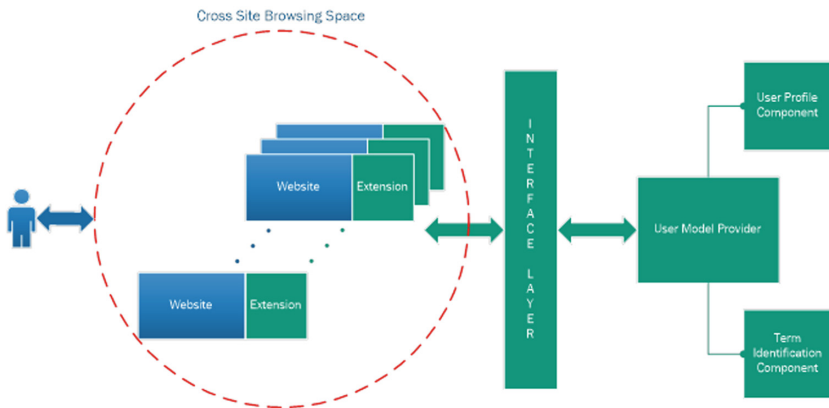 Cross Site Browsing Space
Website
Extension
Website
Extension
INTERFACE LAYER
User Model Provider
User Profile
Component
Term
Identification
Component